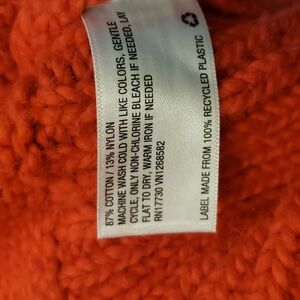 87% COTTON / 13% NYLON
MACHINE WASH COLD WITH LIKE COLORS, GENTLE
CYCLE, ONLY NON-CHLORINE BLEACH IF NEEDED, LAY
FLAT TO DRY, WARM IRON IF NEEDED
RN17730 VN1268582
LABEL MADE FROM 100% RECYCLED PLASTIC